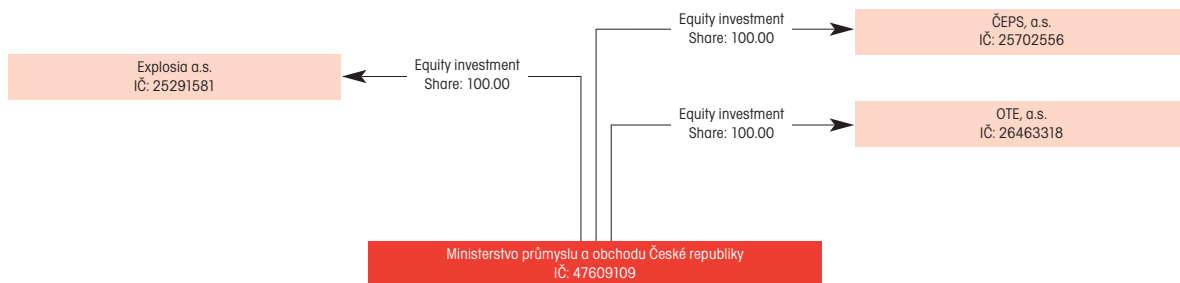 Equity investment
Share: 100.00
ČEPS, a.s.
IČ: 25702556
Explosia a.s.
IČ: 25291581
Equity investment
Share: 100.00
Equity investment
Share: 100.00
OTE, a.s.
IČ: 26463318
Ministerstvo průmyslu a obchodu České republiky
IČ: 47609109